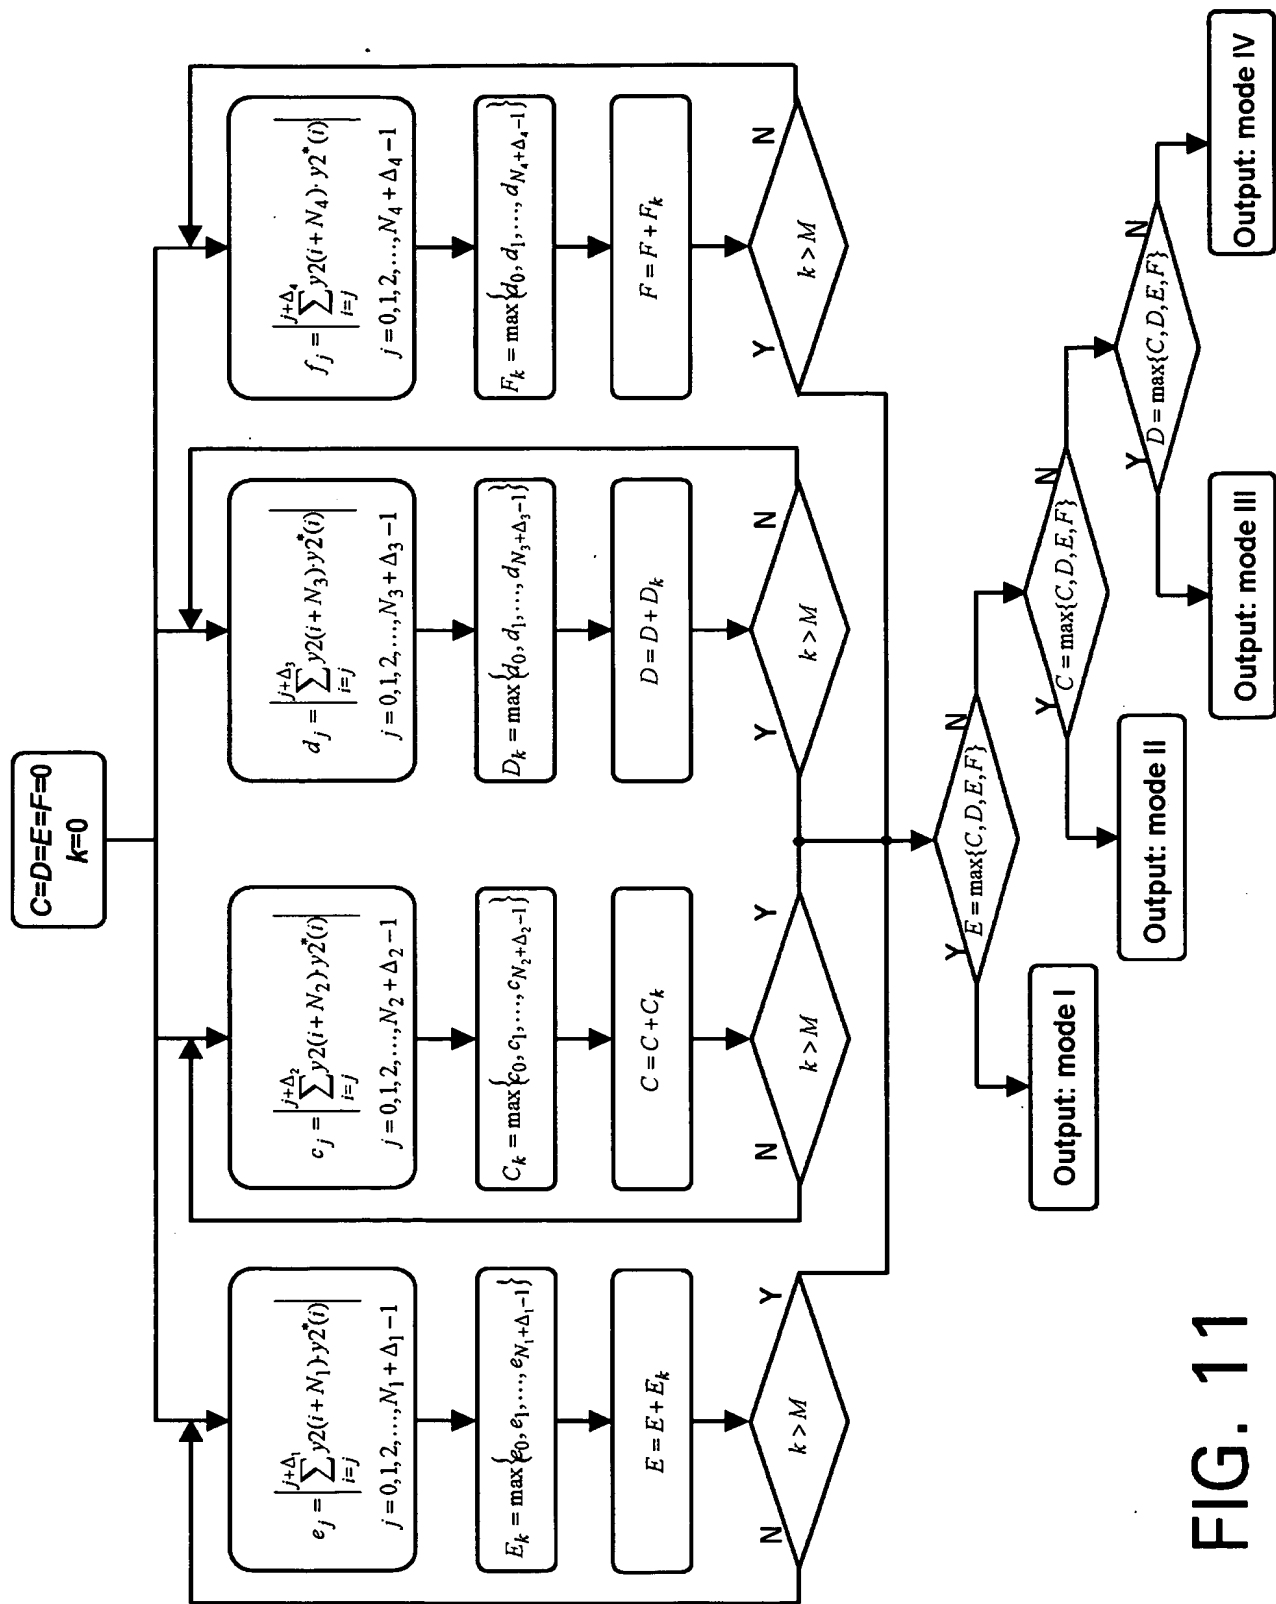 C=D=E=F=0
k=0
e_j = |∑_{i=j}^{j+Δ_1} y2(i+N_1)·y2*(i)|
j=0,1,2,...,N_1+Δ_1−1
E_k = max{e_0, e_1,..., e_{N_1+Δ_1−1}}
E = E + E_k
k > M
N
Y
c_j = |∑_{i=j}^{j+Δ_2} y2(i+N_2)·y2*(i)|
j=0,1,2,...,N_2+Δ_2−1
C_k = max{c_0, c_1,..., c_{N_2+Δ_2−1}}
C = C + C_k
k > M
N
Y
d_j = |∑_{i=j}^{j+Δ_3} y2(i+N_3)·y2*(i)|
j=0,1,2,...,N_3+Δ_3−1
D_k = max{d_0, d_1,..., d_{N_3+Δ_3−1}}
D = D + D_k
k > M
Y
N
f_j = |∑_{i=j}^{j+Δ_4} y2(i+N_4)·y2*(i)|
j=0,1,2,...,N_4+Δ_4−1
F_k = max{d_0, d_1,..., d_{N_4+Δ_4−1}}
F = F + F_k
k > M
Y
N
E = max{C,D,E,F}
Y
N
Output: mode I
C = max{C,D,E,F}
Y
N
Output: mode II
D = max{C,D,E,F}
Y
N
Output: mode III
Output: mode IV
FIG. 11